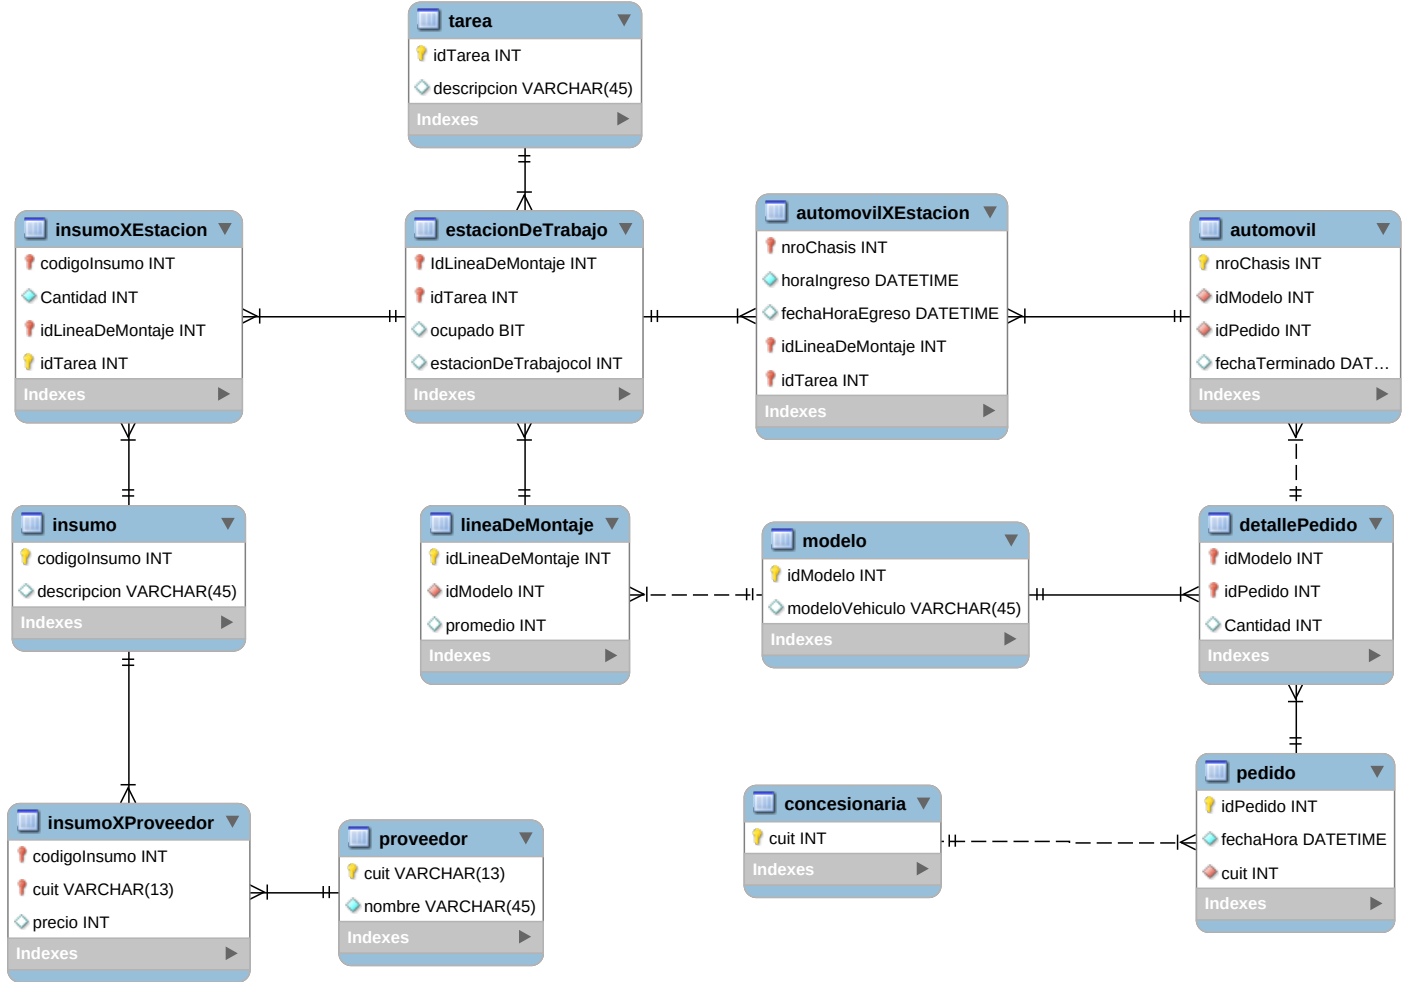 tarea
idTarea INT
descripcion VARCHAR(45)
Indexes
insumoXEstacion
codigoInsumo INT
Cantidad INT
idLineaDeMontaje INT
idTarea INT
Indexes
estacionDeTrabajo
IdLineaDeMontaje INT
idTarea INT
ocupado BIT
estacionDeTrabajocol INT
Indexes
automovilXEstacion
nroChasis INT
horaIngreso DATETIME
fechaHoraEgreso DATETIME
idLineaDeMontaje INT
idTarea INT
Indexes
automovil
nroChasis INT
idModelo INT
idPedido INT
fechaTerminado DAT...
Indexes
insumo
codigoInsumo INT
descripcion VARCHAR(45)
Indexes
lineaDeMontaje
idLineaDeMontaje INT
idModelo INT
promedio INT
Indexes
modelo
idModelo INT
modeloVehiculo VARCHAR(45)
Indexes
detallePedido
idModelo INT
idPedido INT
Cantidad INT
Indexes
insumoXProveedor
codigoInsumo INT
cuit VARCHAR(13)
precio INT
Indexes
proveedor
cuit VARCHAR(13)
nombre VARCHAR(45)
Indexes
concesionaria
cuit INT
Indexes
pedido
idPedido INT
fechaHora DATETIME
cuit INT
Indexes